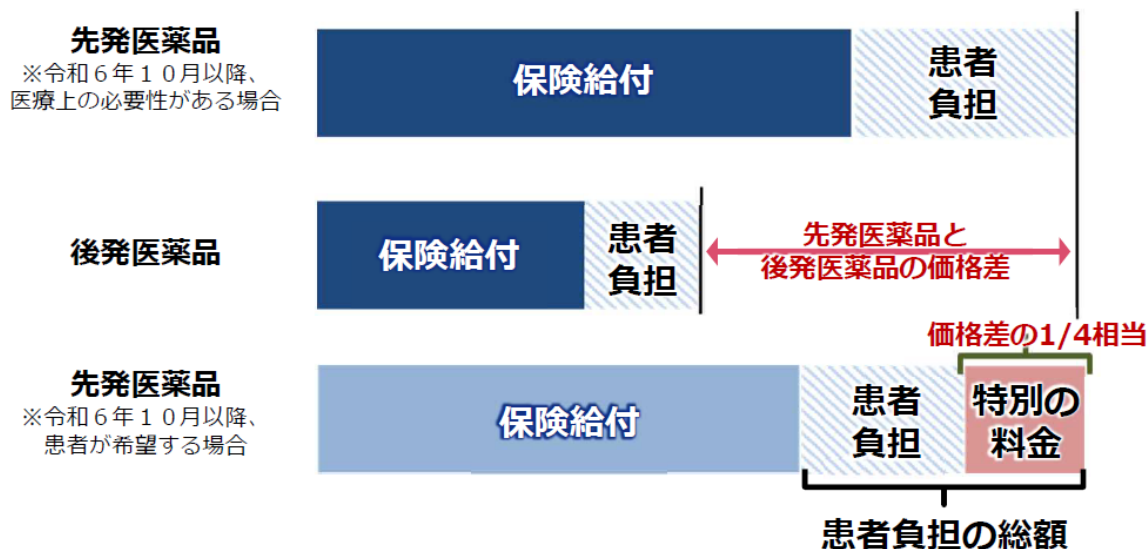 先発医薬品
※令和６年１０月以降、
医療上の必要性がある場合
保険給付
患者
負担
後発医薬品
保険給付
患者
負担
先発医薬品と
後発医薬品の価格差
価格差の1/4相当
先発医薬品
※令和６年１０月以降、
患者が希望する場合
保険給付
患者
負担
特別の
料金
患者負担の総額